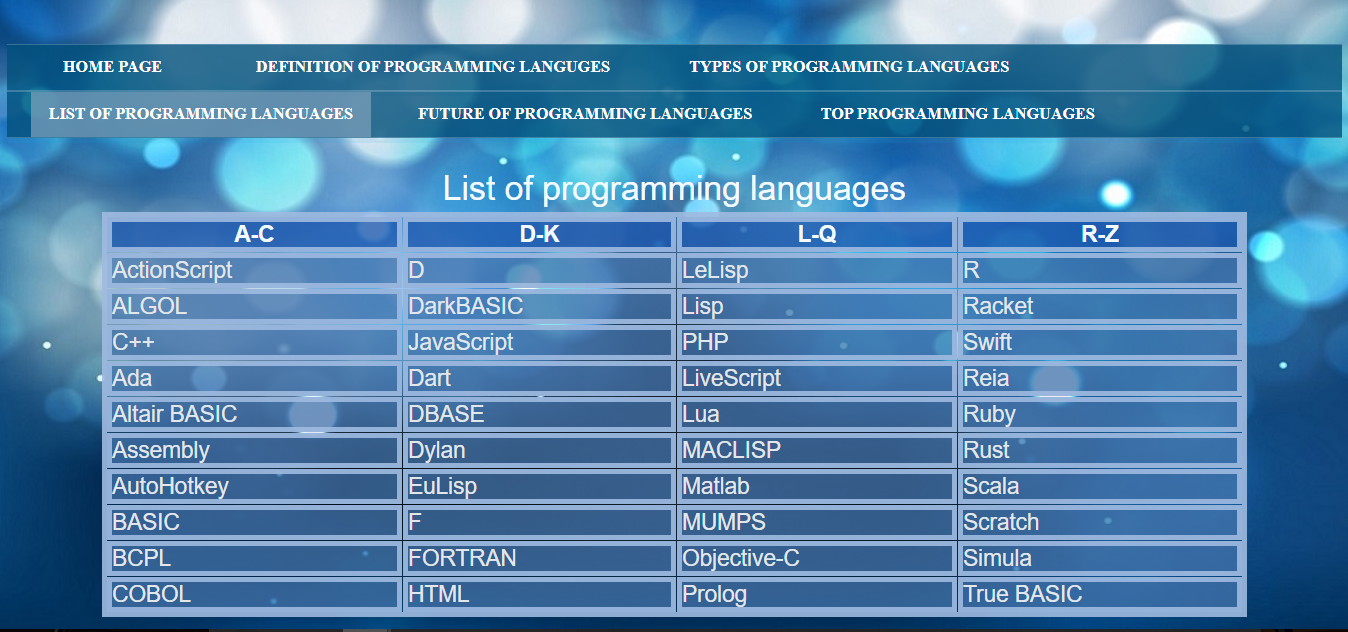 HOME PAGE DEFINITION OF PROGRAMMING LANGUGES TYPES OF PROGRAMMING LANGUAGES
LIST OF PROGRAMMING LANGUAGES FUTURE OF PROGRAMMING LANGUAGES TOP PROGRAMMING LANGUAGES
List of programming languages
A-C D-K L-Q R-Z
ActionScript D LeLisp R
ALGOL DarkBASIC Lisp Racket
C++ JavaScript PHP Swift
Ada Dart LiveScript Reia
Altair BASIC DBASE Lua Ruby
Assembly Dylan MACLISP Rust
AutoHotkey EuLisp Matlab Scala
BASIC F MUMPS Scratch
BCPL FORTRAN Objective-C Simula
COBOL HTML Prolog True BASIC